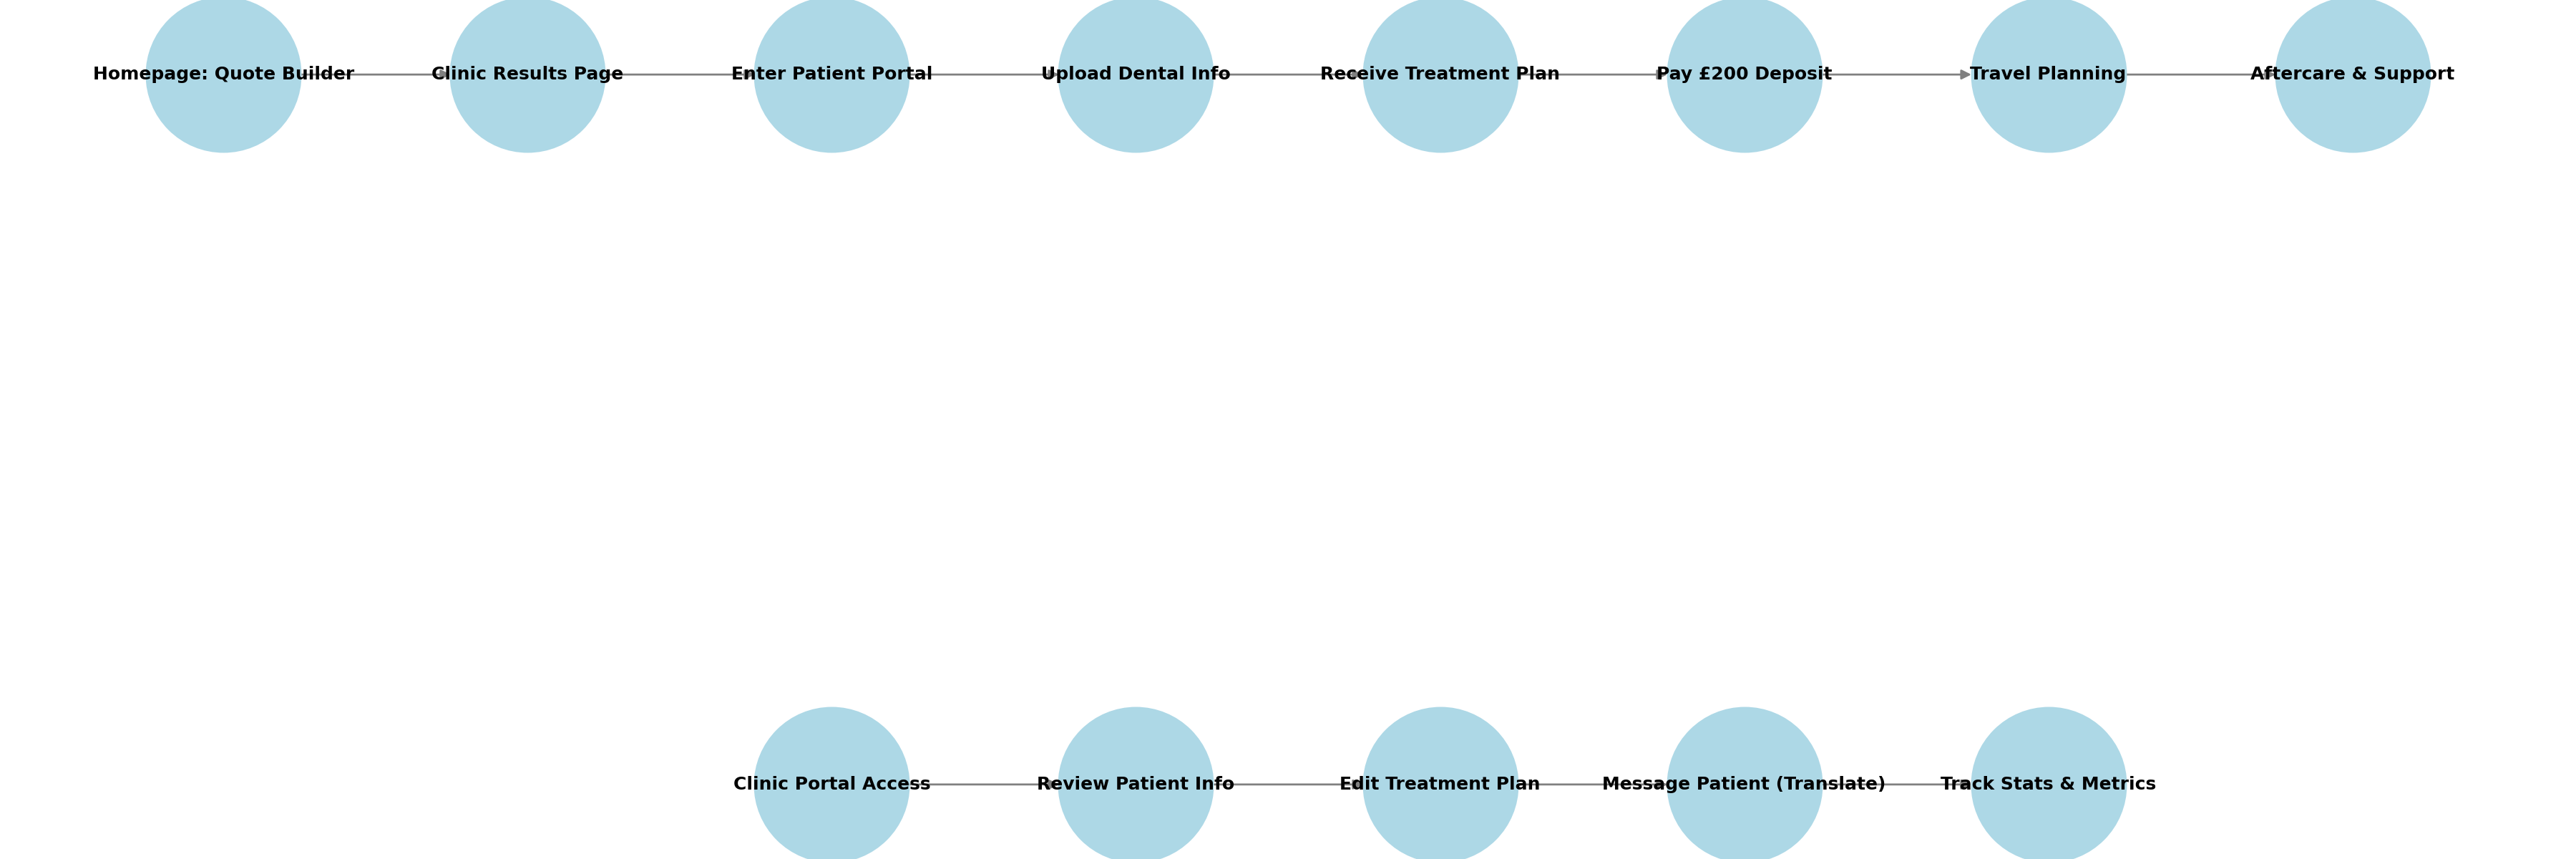 Homepage: Quote Builder
Clinic Results Page
Enter Patient Portal
Upload Dental Info
Receive Treatment Plan
Pay £200 Deposit
Travel Planning
Aftercare & Support
Clinic Portal Access
Review Patient Info
Edit Treatment Plan
Message Patient (Translate)
Track Stats & Metrics